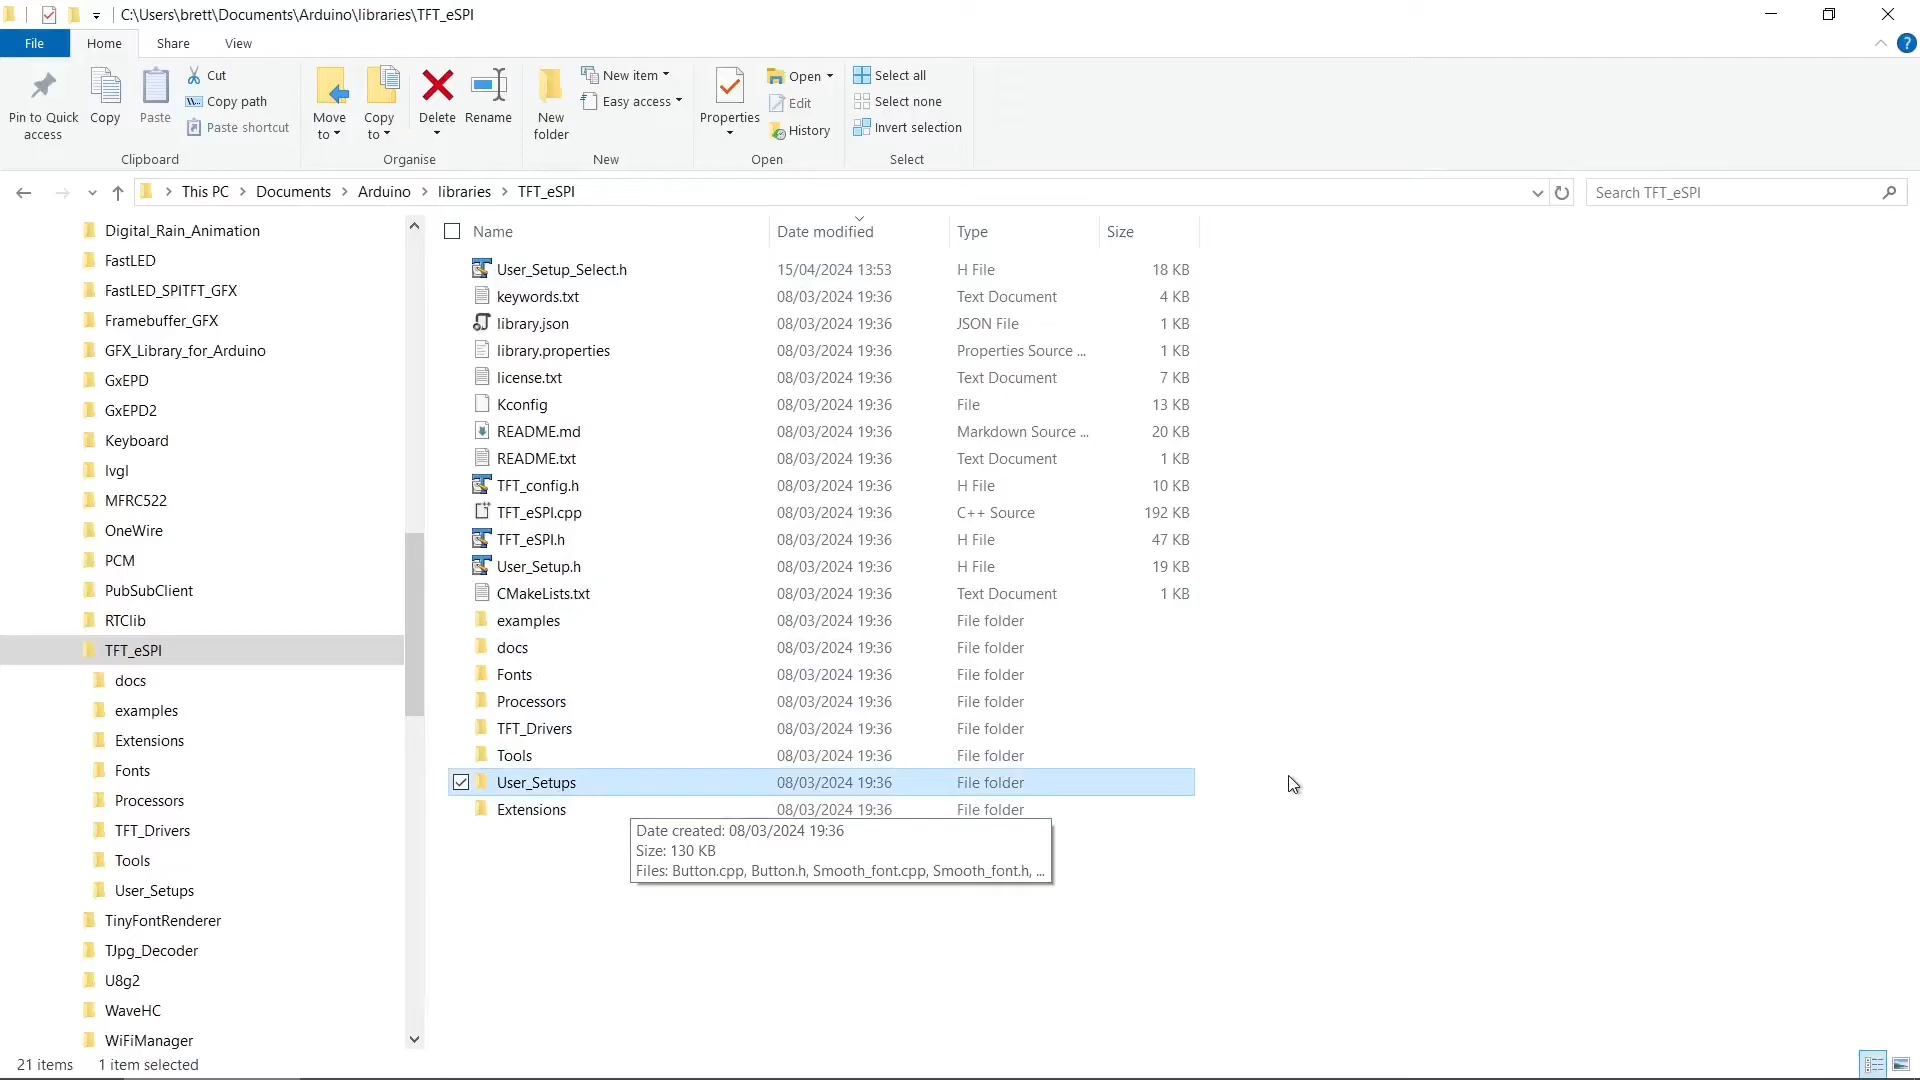 C:\Users\brett\Documents\Arduino\libraries\TFT_eSPI
File Home Share View
Pin to Quick access
Copy
Paste
Cut
Copy path
Paste shortcut
Clipboard
Move to
Copy to
Delete
Rename
Organise
New folder
New item
Easy access
New
Properties
Open
Edit
History
Open
Select all
Select none
Invert selection
Select
This PC > Documents > Arduino > libraries > TFT_eSPI
Search TFT_eSPI
Digital_Rain_Animation
FastLED
FastLED_SPITFT_GFX
Framebuffer_GFX
GFX_Library_for_Arduino
GxEPD
GxEPD2
Keyboard
lvgl
MFRC522
OneWire
PCM
PubSubClient
RTClib
TFT_eSPI
docs
examples
Extensions
Fonts
Processors
TFT_Drivers
Tools
User_Setups
TinyFontRenderer
TJpg_Decoder
U8g2
WaveHC
WiFiManager
Name Date modified Type Size
User_Setup_Select.h 15/04/2024 13:53 H File 18 KB
keywords.txt 08/03/2024 19:36 Text Document 4 KB
library.json 08/03/2024 19:36 JSON File 1 KB
library.properties 08/03/2024 19:36 Properties Source ... 1 KB
license.txt 08/03/2024 19:36 Text Document 7 KB
Kconfig 08/03/2024 19:36 File 13 KB
README.md 08/03/2024 19:36 Markdown Source ... 20 KB
README.txt 08/03/2024 19:36 Text Document 1 KB
TFT_config.h 08/03/2024 19:36 H File 10 KB
TFT_eSPI.cpp 08/03/2024 19:36 C++ Source 192 KB
TFT_eSPI.h 08/03/2024 19:36 H File 47 KB
User_Setup.h 08/03/2024 19:36 H File 19 KB
CMakeLists.txt 08/03/2024 19:36 Text Document 1 KB
examples 08/03/2024 19:36 File folder
docs 08/03/2024 19:36 File folder
Fonts 08/03/2024 19:36 File folder
Processors 08/03/2024 19:36 File folder
TFT_Drivers 08/03/2024 19:36 File folder
Tools 08/03/2024 19:36 File folder
User_Setups 08/03/2024 19:36 File folder
Extensions 08/03/2024 19:36 File folder
Date created: 08/03/2024 19:36
Size: 130 KB
Files: Button.cpp, Button.h, Smooth_font.cpp, Smooth_font.h, ...
21 items 1 item selected